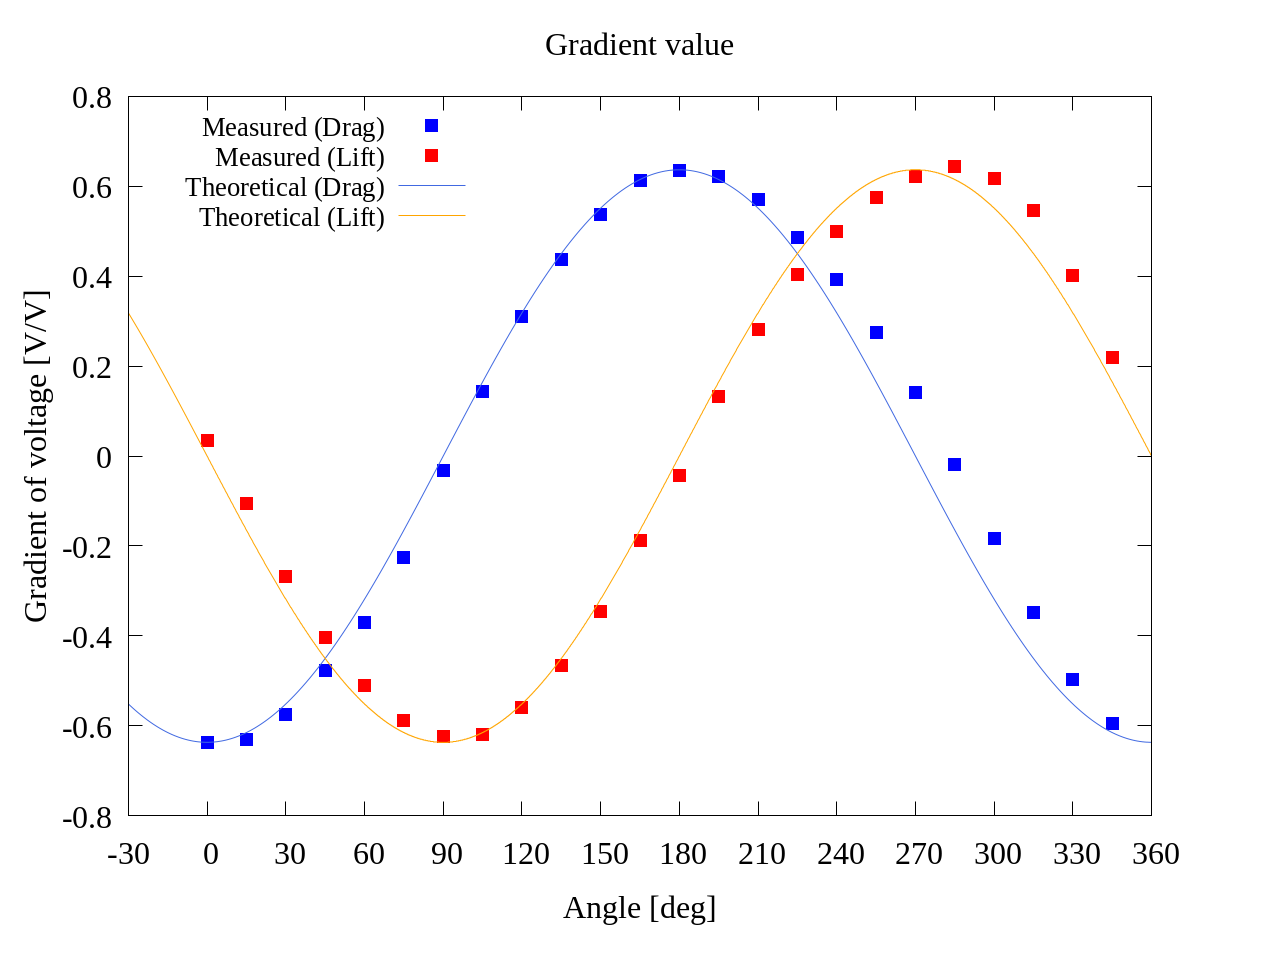 Gradient value
0.8
0.6
0.4
0.2
0
-0.2
-0.4
-0.6
-0.8
Measured (Drag)
Measured (Lift)
Theoretical (Drag)
Theoretical (Lift)
Gradient of voltage [V/V]
-30 0 30 60 90 120 150 180 210 240 270 300 330 360
Angle [deg]